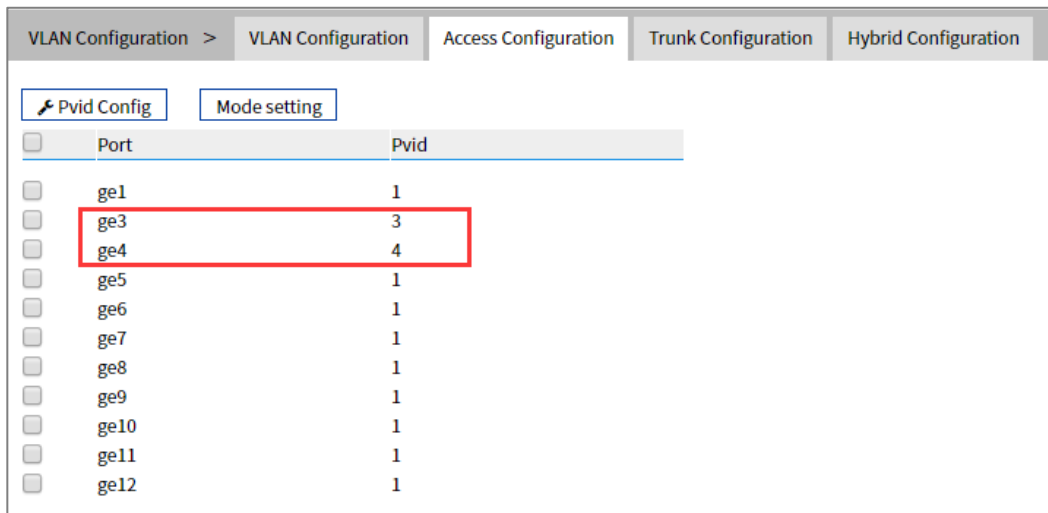 VLAN Configuration > VLAN Configuration Access Configuration Trunk Configuration Hybrid Configuration
Pvid Config Mode setting
Port Pvid
ge1 1
ge3 3
ge4 4
ge5 1
ge6 1
ge7 1
ge8 1
ge9 1
ge10 1
ge11 1
ge12 1